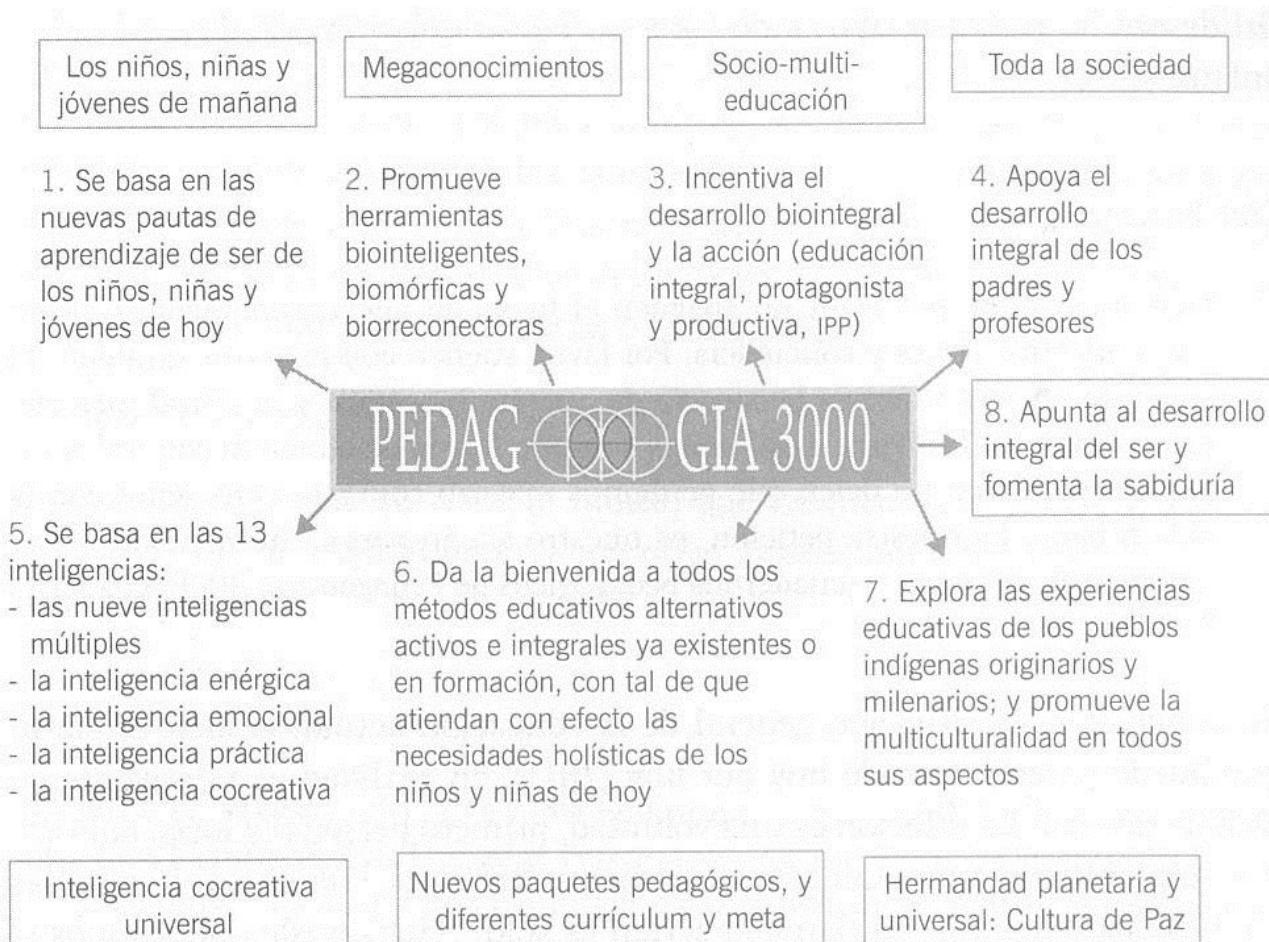 Los niños, niñas y
jóvenes de mañana
Megaconocimientos
Socio-multi-
educación
Toda la sociedad
1. Se basa en las
nuevas pautas de
aprendizaje de ser de
los niños, niñas y
jóvenes de hoy
2. Promueve
herramientas
biointeligentes,
biomórficas y
biorreconectoras
3. Incentiva el
desarrollo biointegral
y la acción (educación
integral, protagonista
y productiva, IPP)
4. Apoya el
desarrollo
integral de los
padres y
profesores
PEDAG GIA 3000
8. Apunta al desarrollo
integral del ser y
fomenta la sabiduría
5. Se basa en las 13
inteligencias:
- las nueve inteligencias
múltiples
- la inteligencia enérgica
- la inteligencia emocional
- la inteligencia práctica
- la inteligencia cocreativa
6. Da la bienvenida a todos los
métodos educativos alternativos
activos e integrales ya existentes o
en formación, con tal de que
atiendan con efecto las
necesidades holísticas de los
niños y niñas de hoy
7. Explora las experiencias
educativas de los pueblos
indígenas originarios y
milenarios; y promueve la
multiculturalidad en todos
sus aspectos
Inteligencia cocreativa
universal
Nuevos paquetes pedagógicos, y
diferentes currículum y meta
Hermandad planetaria y
universal: Cultura de Paz